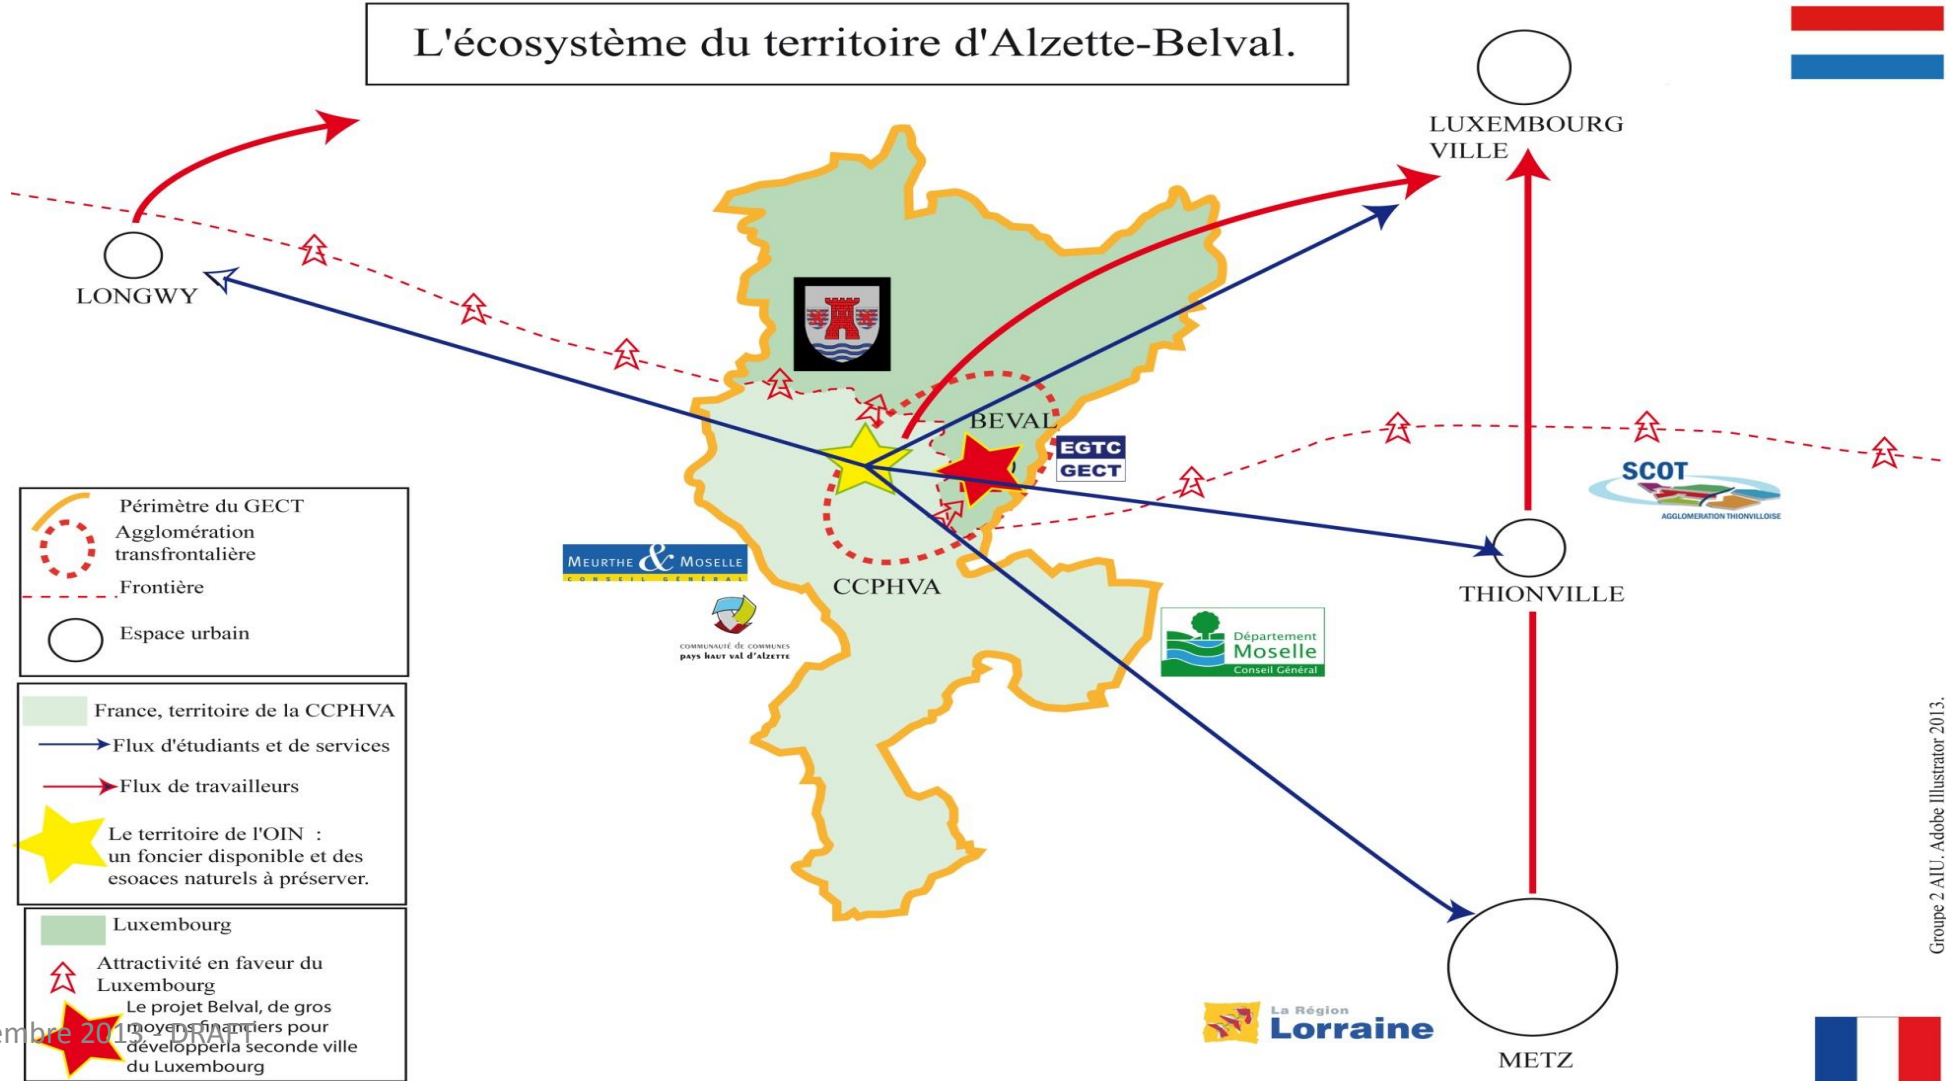 L'écosystème du territoire d'Alzette-Belval.
LUXEMBOURG
VILLE
LONGWY
BEVAL
EGTC
GECT
SCOT
AGGLOMERATION THIONVILLOISE
THIONVILLE
MEURTHE & MOSELLE
CONSEIL GÉNÉRAL
CCPHVA
COMMUNAUTÉ DE COMMUNES
PAYS HAUT VAL D'ALZETTE
Département
Moselle
Conseil Général
La Région
Lorraine
METZ
Périmètre du GECT
Agglomération
transfrontalière
Frontière
Espace urbain
France, territoire de la CCPHVA
Flux d'étudiants et de services
Flux de travailleurs
Le territoire de l'OIN :
un foncier disponible et des
esoaces naturels à préserver.
Luxembourg
Attractivité en faveur du
Luxembourg
Le projet Belval, de gros
moyens financiers pour
développerla seconde ville
du Luxembourg
embre 2013 - DRAFT
Groupe 2 AIU. Adobe Illustrator 2013.